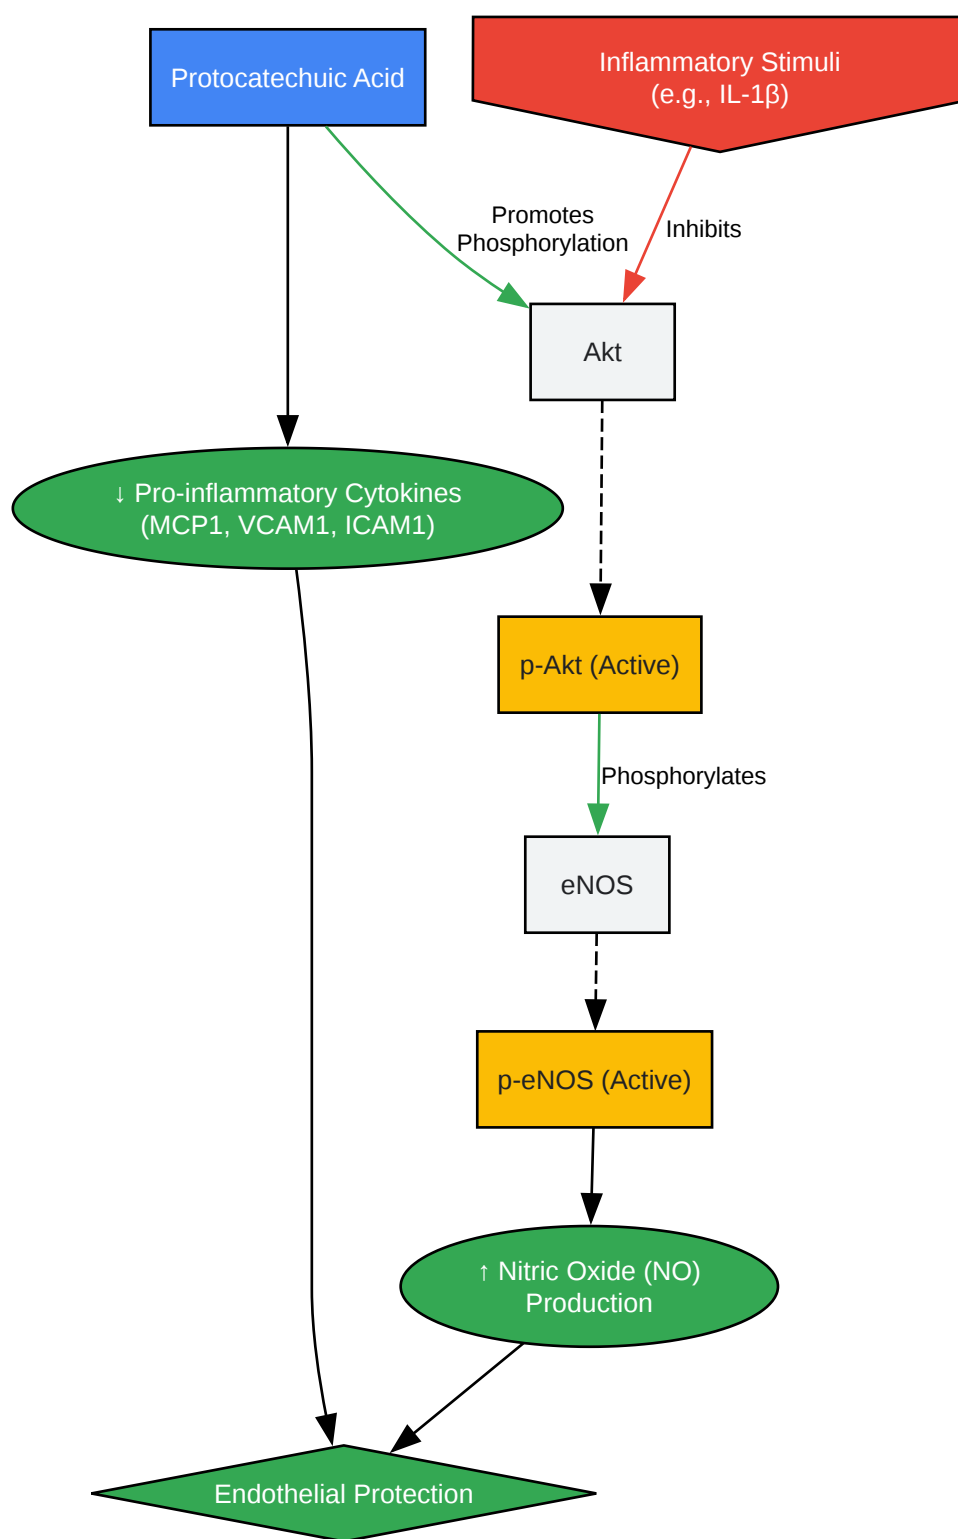 Protocatechuic Acid
Inflammatory Stimuli
(e.g., IL-1β)
Promotes
Phosphorylation
Inhibits
Akt
↓ Pro-inflammatory Cytokines
(MCP1, VCAM1, ICAM1)
p-Akt (Active)
Phosphorylates
eNOS
p-eNOS (Active)
↑ Nitric Oxide (NO)
Production
Endothelial Protection